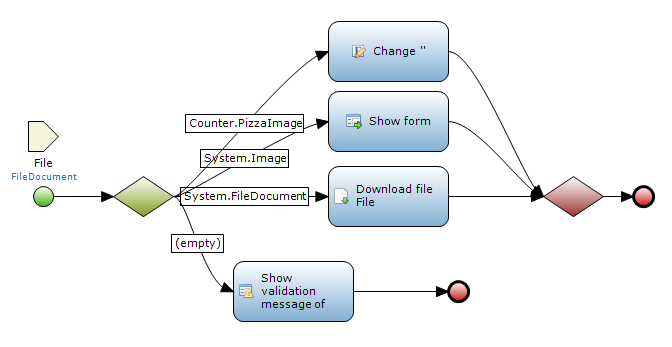 Change ''
Counter.PizzaImage
Show form
File
System.Image
FileDocument
System.FileDocument
Download file
File
(empty)
Show
validation
message of